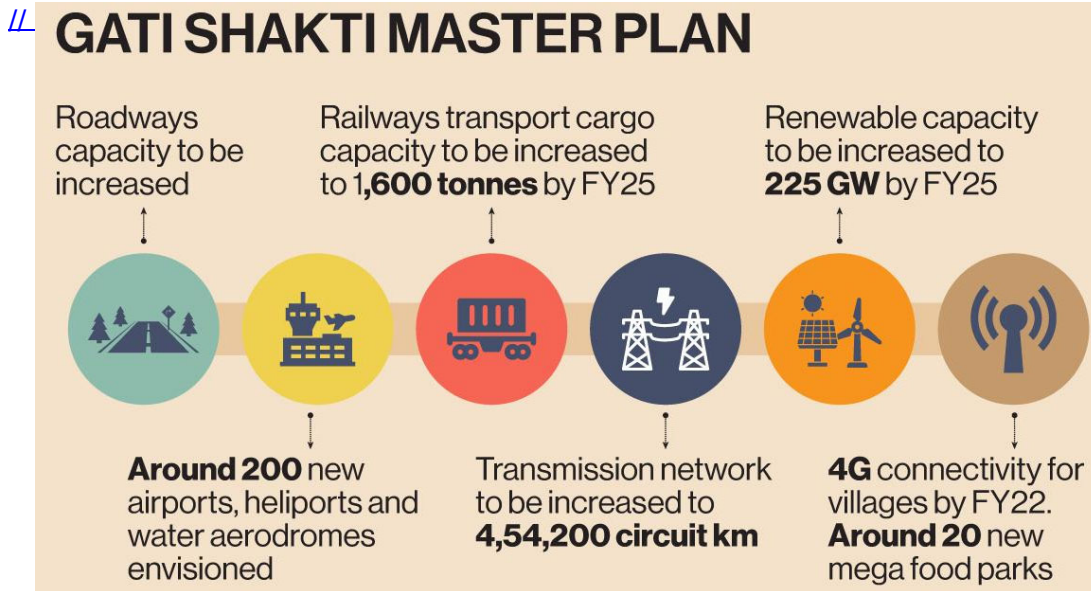 //
GATI SHAKTI MASTER PLAN
Roadways
capacity to be
increased
Railways transport cargo
capacity to be increased
to 1,600 tonnes by FY25
Renewable capacity
to be increased to
225 GW by FY25
Around 200 new
airports, heliports and
water aerodromes
envisioned
Transmission network
to be increased to
4,54,200 circuit km
4G connectivity for
villages by FY22.
Around 20 new
mega food parks